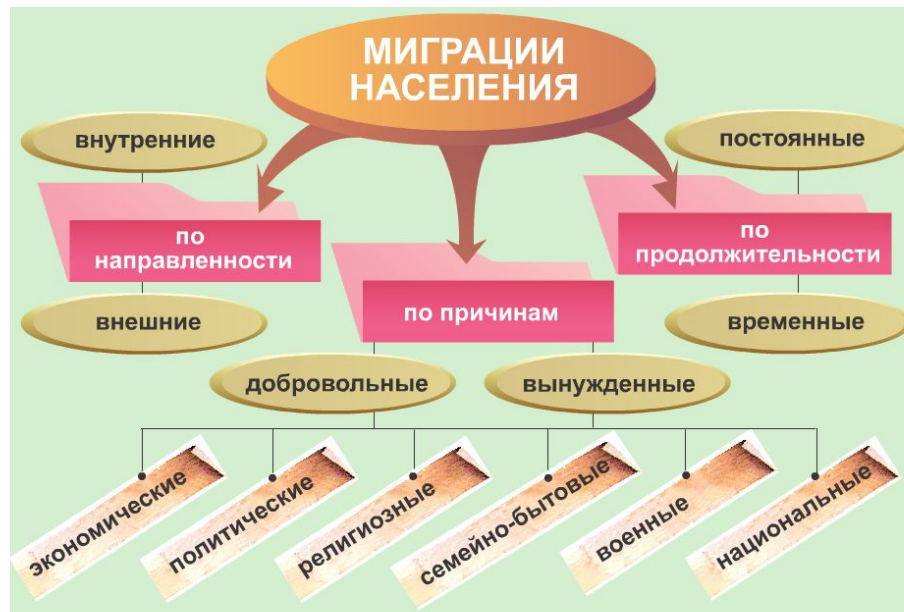 МИГРАЦИИ
НАСЕЛЕНИЯ
внутренние
постоянные
по
направленности
по
продолжительности
по причинам
внешние
временные
добровольные
вынужденные
экономические
политические
религиозные
семейно-бытовые
военные
национальные